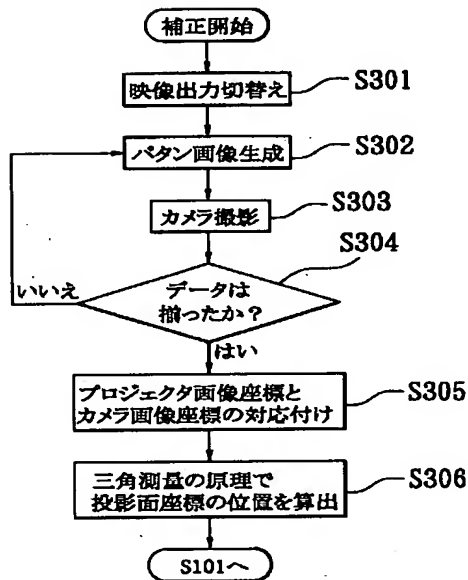 補正開始
映像出力切替え
S301
パタン画像生成
S302
カメラ撮影
S303
S304
データは
揃ったか？
いいえ
はい
プロジェクタ画像座標と
カメラ画像座標の対応付け
S305
三角測量の原理で
投影面座標の位置を算出
S306
S101へ